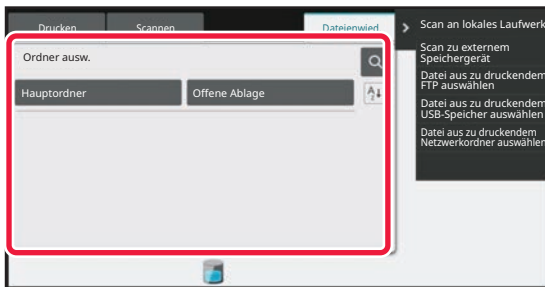 Drucken
Scannen
Dateienwied
Ordner ausw.
Hauptordner
Offene Ablage
Scan an lokales Laufwerk
Scan zu externem
Speichergerät
Datei aus zu druckendem
FTP auswählen
Datei aus zu druckendem
USB-Speicher auswählen
Datei aus zu druckendem
Netzwerkordner auswählen